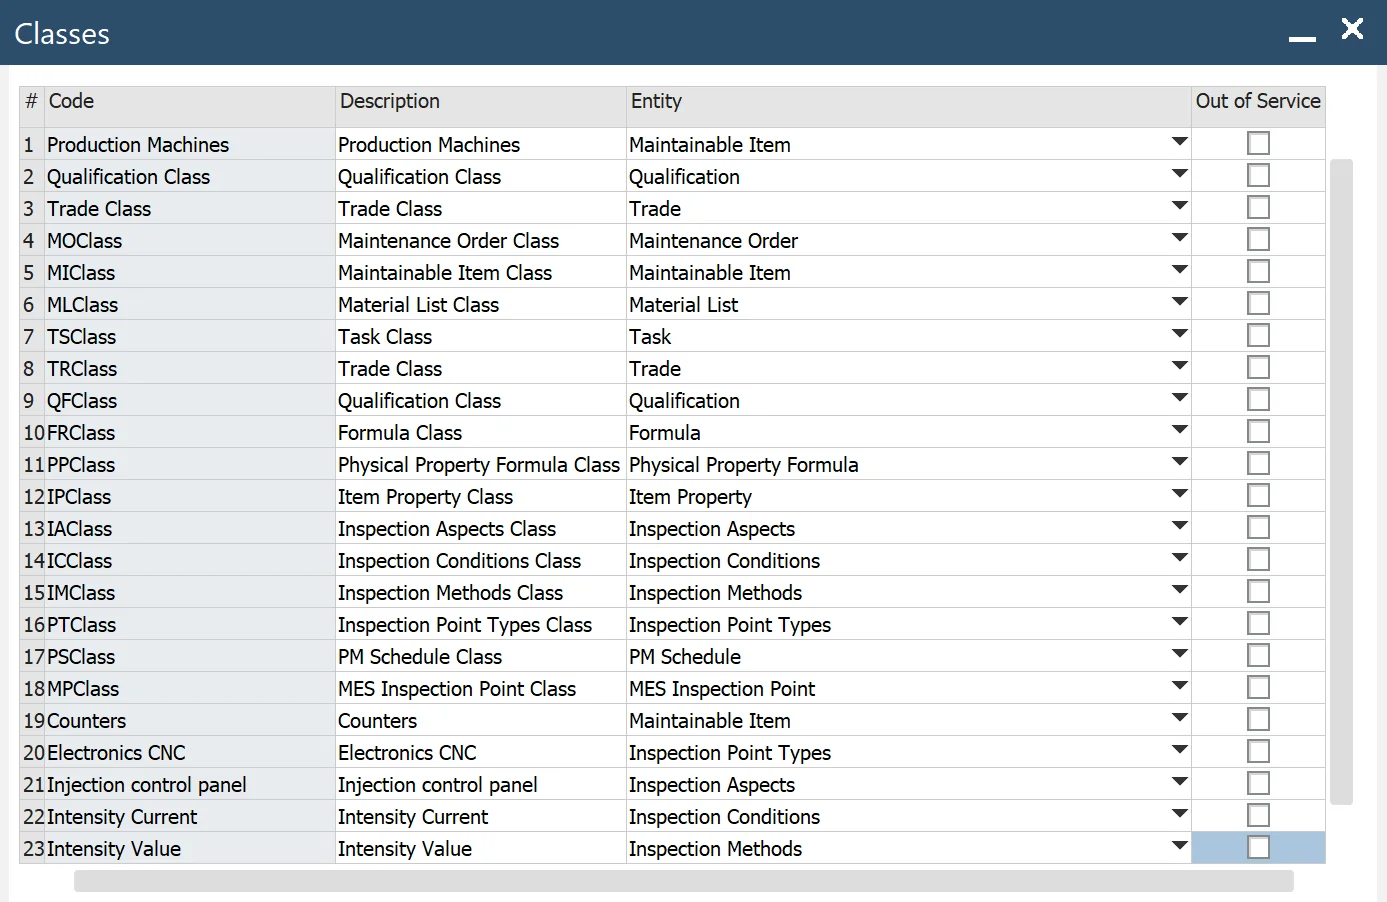 Classes
# Code Description Entity Out of Service
1 Production Machines Production Machines Maintainable Item
2 Qualification Class Qualification Class Qualification
3 Trade Class Trade Class Trade
4 MOClass Maintenance Order Class Maintenance Order
5 MIClass Maintainable Item Class Maintainable Item
6 MLClass Material List Class Material List
7 TSClass Task Class Task
8 TRClass Trade Class Trade
9 QFClass Qualification Class Qualification
10 FRClass Formula Class Formula
11 PPClass Physical Property Formula Class Physical Property Formula
12 IPClass Item Property Class Item Property
13 IAClass Inspection Aspects Class Inspection Aspects
14 ICClass Inspection Conditions Class Inspection Conditions
15 IMClass Inspection Methods Class Inspection Methods
16 PTClass Inspection Point Types Class Inspection Point Types
17 PSClass PM Schedule Class PM Schedule
18 MPClass MES Inspection Point Class MES Inspection Point
19 Counters Counters Maintainable Item
20 Electronics CNC Electronics CNC Inspection Point Types
21 Injection control panel Injection control panel Inspection Aspects
22 Intensity Current Intensity Current Inspection Conditions
23 Intensity Value Intensity Value Inspection Methods